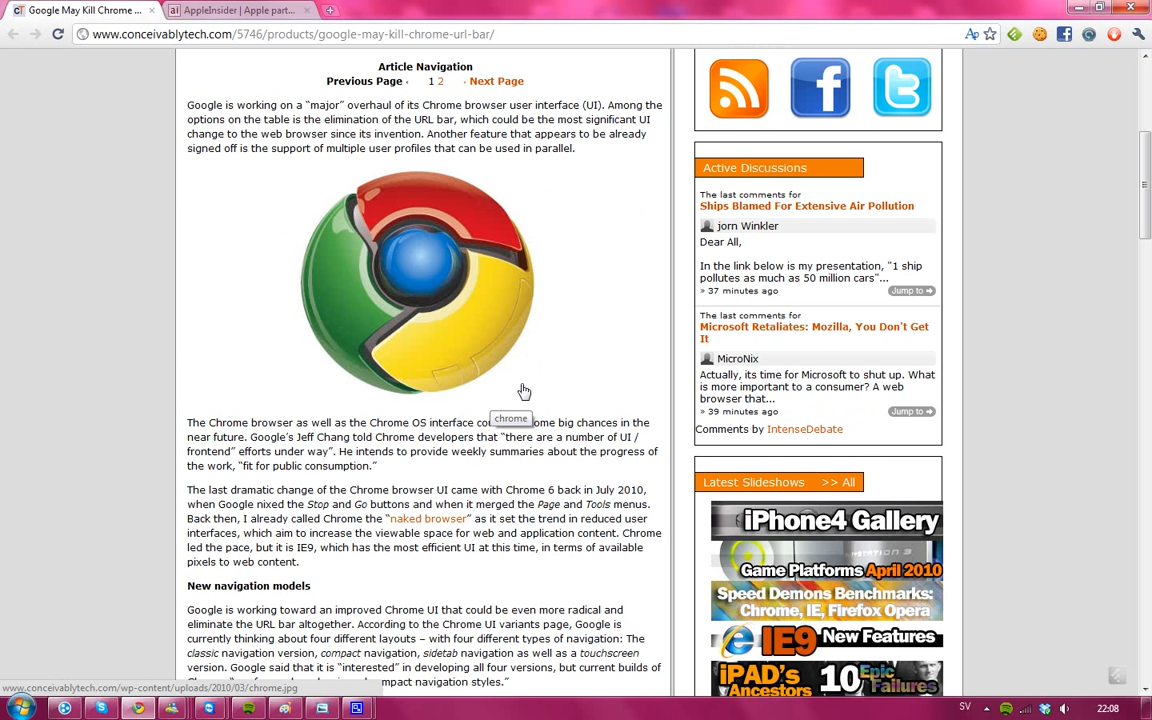 Google May Kill Chrome ...
AppleInsider | Apple part...
www.conceivablytech.com/5746/products/google-may-kill-chrome-url-bar/
Article Navigation
Previous Page 1 2 Next Page
Google is working on a “major” overhaul of its Chrome browser user interface (UI). Among the
options on the table is the elimination of the URL bar, which could be the most significant UI
change to the web browser since its invention. Another feature that appears to be already
signed off is the support of multiple user profiles that can be used in parallel.
chrome
The Chrome browser as well as the Chrome OS interface ome big chances in the
near future. Google’s Jeff Chang told Chrome developers that “there are a number of UI /
frontend” efforts under way”. He intends to provide weekly summaries about the progress of
the work, “fit for public consumption.”
The last dramatic change of the Chrome browser UI came with Chrome 6 back in July 2010,
when Google nixed the Stop and Go buttons and when it merged the Page and Tools menus.
Back then, I already called Chrome the “naked browser” as it set the trend in reduced user
interfaces, which aim to increase the viewable space for web and application content. Chrome
led the pace, but it is IE9, which has the most efficient UI at this time, in terms of available
pixels to web content.
New navigation models
Google is working toward an improved Chrome UI that could be even more radical and
eliminate the URL bar altogether. According to the Chrome UI variants page, Google is
currently thinking about four different layouts – with four different types of navigation: The
classic navigation version, compact navigation, sidetab navigation as well as a touchscreen
version. Google said that it is “interested” in developing all four versions, but current builds of
mpact navigation styles.”
Active Discussions
The last comments for
Ships Blamed For Extensive Air Pollution
jorn Winkler
Dear All,
In the link below is my presentation, "1 ship
pollutes as much as 50 million cars"...
» 37 minutes ago Jump to
The last comments for
Microsoft Retaliates: Mozilla, You Don't Get
It
MicroNix
Actually, its time for Microsoft to shut up. What
is more important to a consumer? A web
browser that...
» 39 minutes ago Jump to
Comments by IntenseDebate
Latest Slideshows >> All
iPhone4 Gallery
Game Platforms April 2010
Speed Demons Benchmarks:
Chrome, IE, Firefox Opera
IE9 New Features
iPAD's Ancestors
10 Epic Failures
www.conceivablytech.com/wp-content/uploads/2010/03/chrome.jpg
SV
22:08